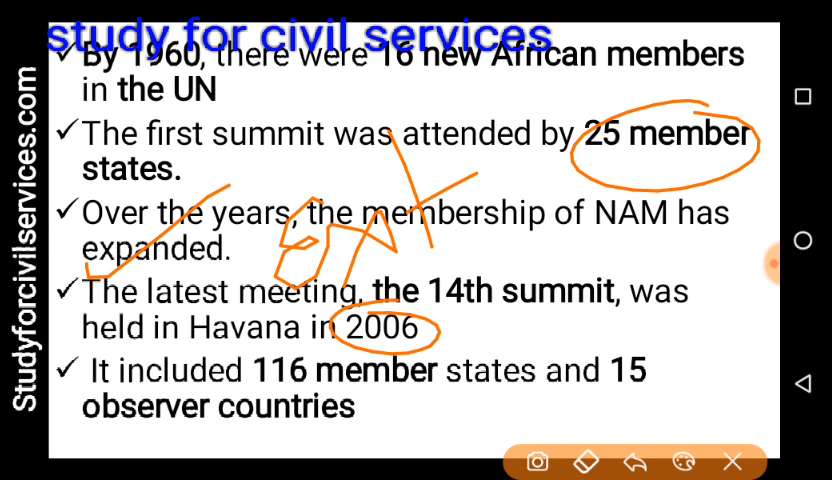 study for civil services
✓ By 1960, there were 16 new African members
in the UN
✓ The first summit was attended by 25 member
states.
✓ Over the years, the membership of NAM has
expanded.
✓ The latest meeting, the 14th summit, was
held in Havana in 2006
✓ It included 116 member states and 15
observer countries
Studyforcivilservices.com